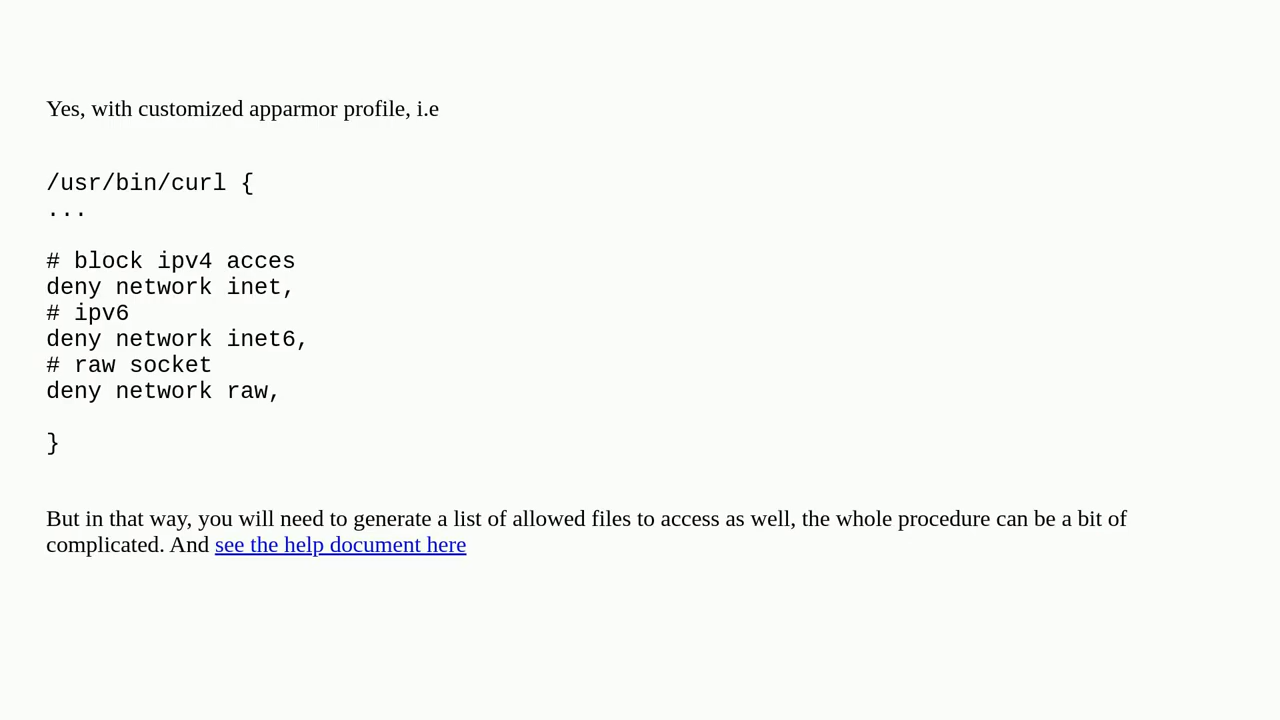 Yes, with customized apparmor profile, i.e
/usr/bin/curl {
...
# block ipv4 acces
deny network inet,
# ipv6
deny network inet6,
# raw socket
deny network raw,
}
But in that way, you will need to generate a list of allowed files to access as well, the whole procedure can be a bit of
complicated. And see the help document here